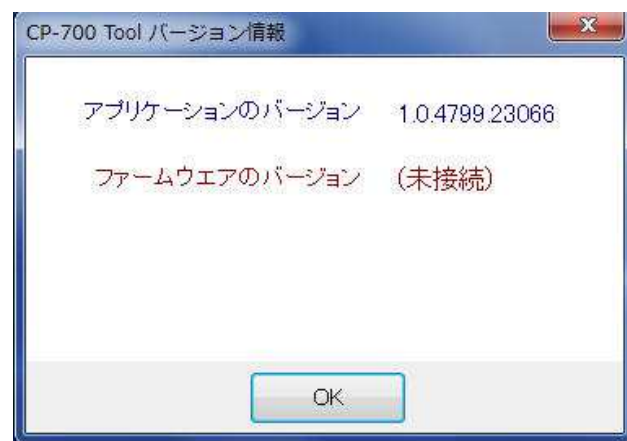 CP-700 Tool バージョン情報
アプリケーションのバージョン 1.0.4799.23066
ファームウエアのバージョン (未接続)
OK